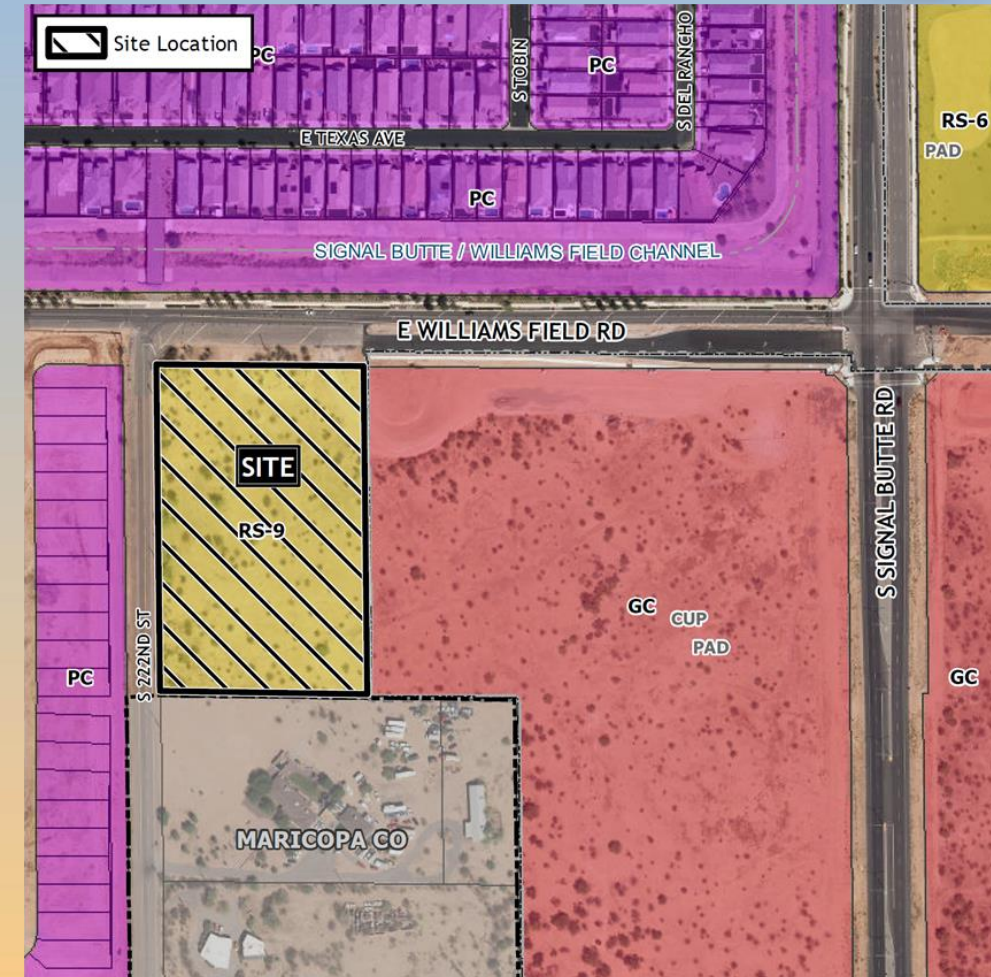 Site Location
PC
PC
S TOBIN
S DEL RANCHO
RS-6
PAD
E TEXAS AVE
PC
SIGNAL BUTTE / WILLIAMS FIELD CHANNEL
E WILLIAMS FIELD RD
SITE
RS-9
S SIGNAL BUTTE RD
GC
CUP
PAD
S 222ND ST
PC
GC
MARICOPA CO